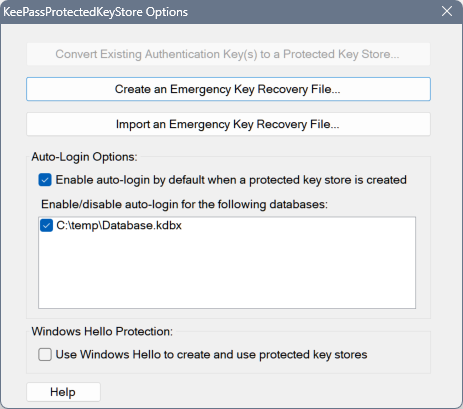 KeePassProtectedKeyStore Options
Convert Existing Authentication Key(s) to a Protected Key Store...
Create an Emergency Key Recovery File...
Import an Emergency Key Recovery File...
Auto-Login Options:
Enable auto-login by default when a protected key store is created
Enable/disable auto-login for the following databases:
C:\temp\Database.kdbx
Windows Hello Protection:
Use Windows Hello to create and use protected key stores
Help